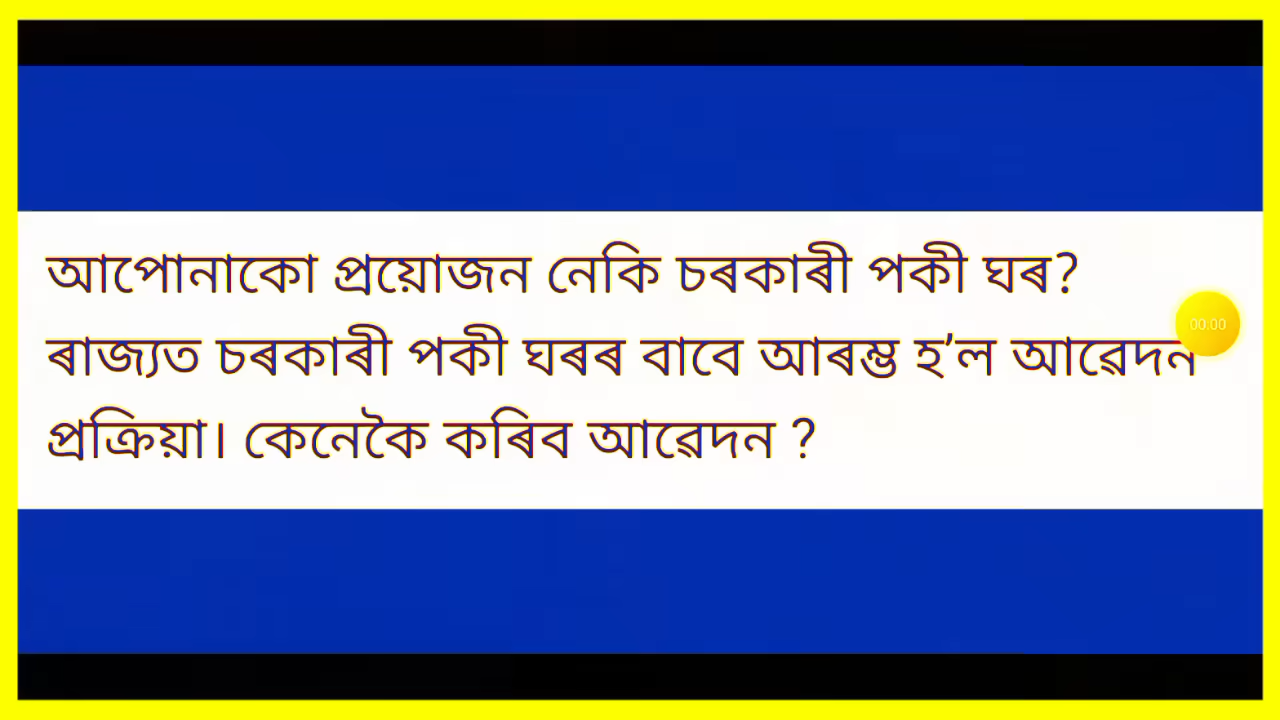 আপোনাকো প্ৰয়োজন নেকি চৰকাৰী পকী ঘৰ?
ৰাজ্যত চৰকাৰী পকী ঘৰৰ বাবে আৰম্ভ হ'ল আৱেদন
প্ৰক্ৰিয়া। কেনেকৈ কৰিব আৱেদন ?
00:00